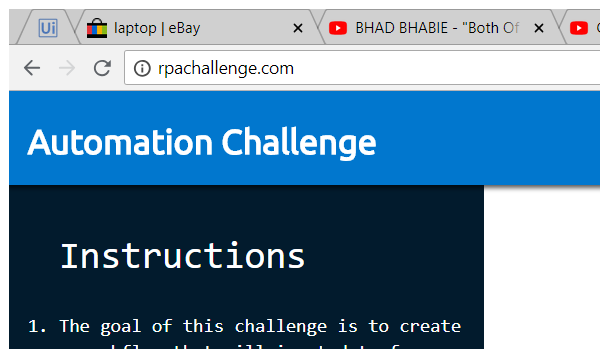 Ui
laptop | eBay
BHAD BHABIE - "Both Of
rpachallenge.com
Automation Challenge
Instructions
1. The goal of this challenge is to create